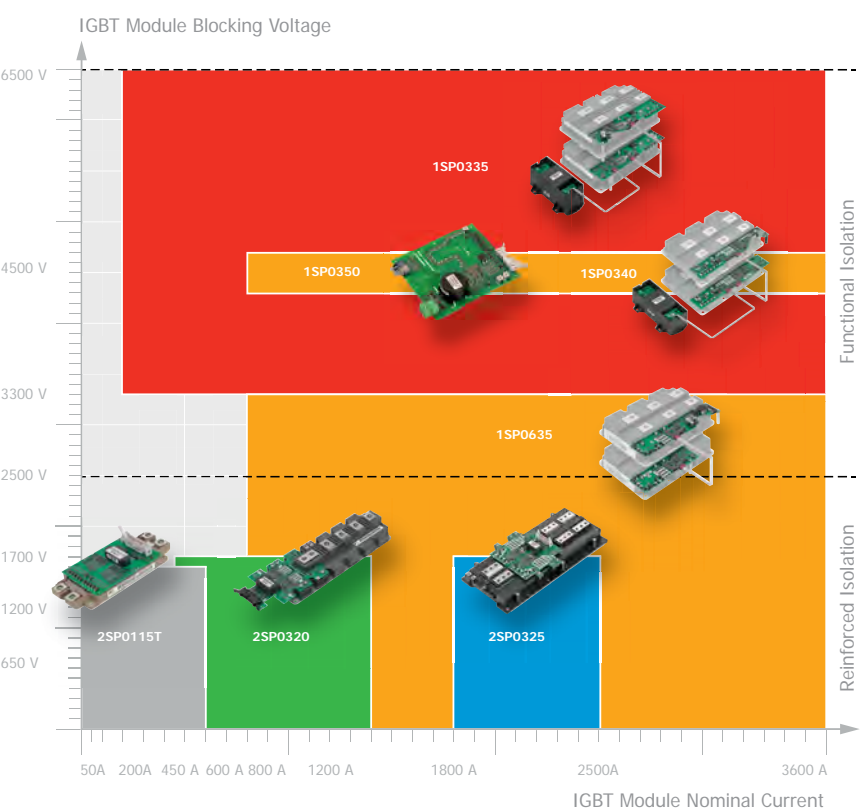 IGBT Module Blocking Voltage
6500 V
1SP0335
Functional Isolation
4500 V
1SP0350
1SP0340
3300 V
1SP0635
2500 V
1700 V
Reinforced Isolation
1200 V
2SP0115T
2SP0320
2SP0325
650 V
50A 200A 450 A 600 A 800 A 1200 A 1800 A 2500A 3600 A
IGBT Module Nominal Current